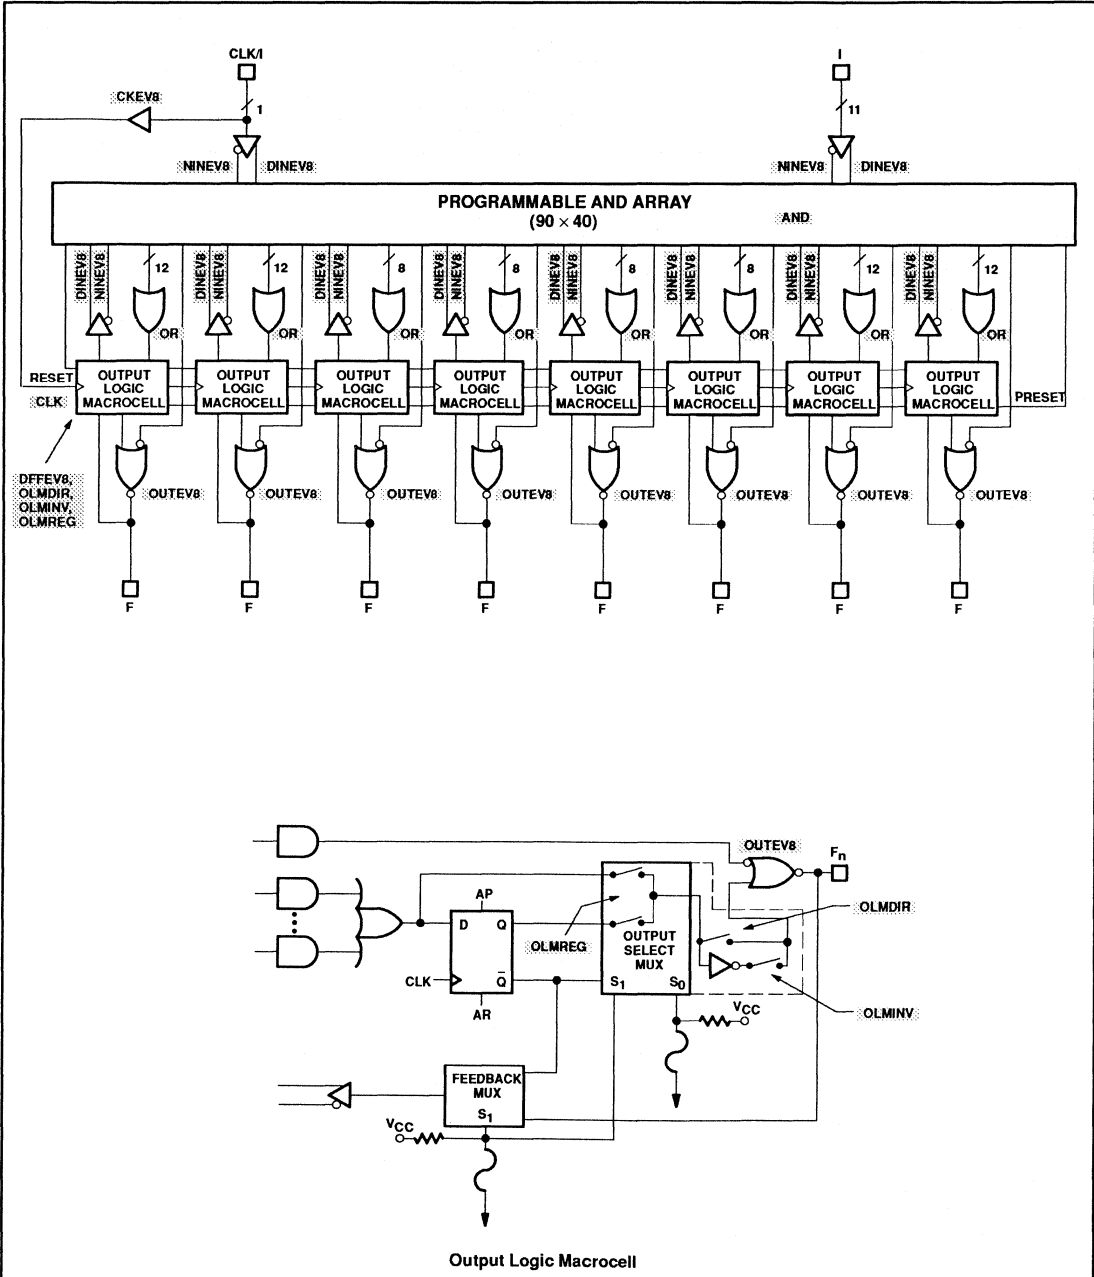 CLK/I
I
CKEV8
1
11
NINEV8 DINEV8
NINEV8 DINEV8
PROGRAMMABLE AND ARRAY
(90 × 40)
AND
DINEV8 NINEV8 12 DINEV8 NINEV8 12 DINEV8 NINEV8 8 DINEV8 NINEV8 8 DINEV8 NINEV8 8 DINEV8 NINEV8 8 DINEV8 NINEV8 12 DINEV8 NINEV8 12
OR OR OR OR OR OR OR OR
RESET
CLK
OUTPUT LOGIC MACROCELL
OUTPUT LOGIC MACROCELL
OUTPUT LOGIC MACROCELL
OUTPUT LOGIC MACROCELL
OUTPUT LOGIC MACROCELL
OUTPUT LOGIC MACROCELL
OUTPUT LOGIC MACROCELL
OUTPUT LOGIC MACROCELL
PRESET
DFFEV8,
OLMDIR,
OLMINV,
OLMREG
OUTEV8 OUTEV8 OUTEV8 OUTEV8 OUTEV8 OUTEV8 OUTEV8 OUTEV8
F F F F F F F F
OUTEV8
Fn
AP
D Q
CLK
Q̅
AR
OLMREG
OUTPUT
SELECT
MUX
S1 S0
OLMDIR
OLMINV
VCC
FEEDBACK
MUX
S1
VCC
Output Logic Macrocell